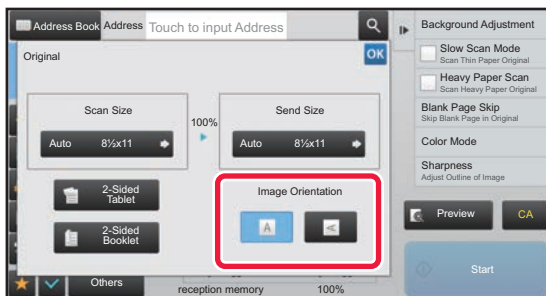 Address Book Address Touch to input Address
Original
OK
Scan Size
Auto 8½x11
100%
Send Size
Auto 8½x11
2-Sided
Tablet
2-Sided
Booklet
Image Orientation
A
A
Others
reception memory 100%
Background Adjustment
Slow Scan Mode
Scan Thin Paper Original
Heavy Paper Scan
Scan Heavy Paper Original
Blank Page Skip
Skip Blank Page in Original
Color Mode
Sharpness
Adjust Outline of Image
Preview
CA
Start